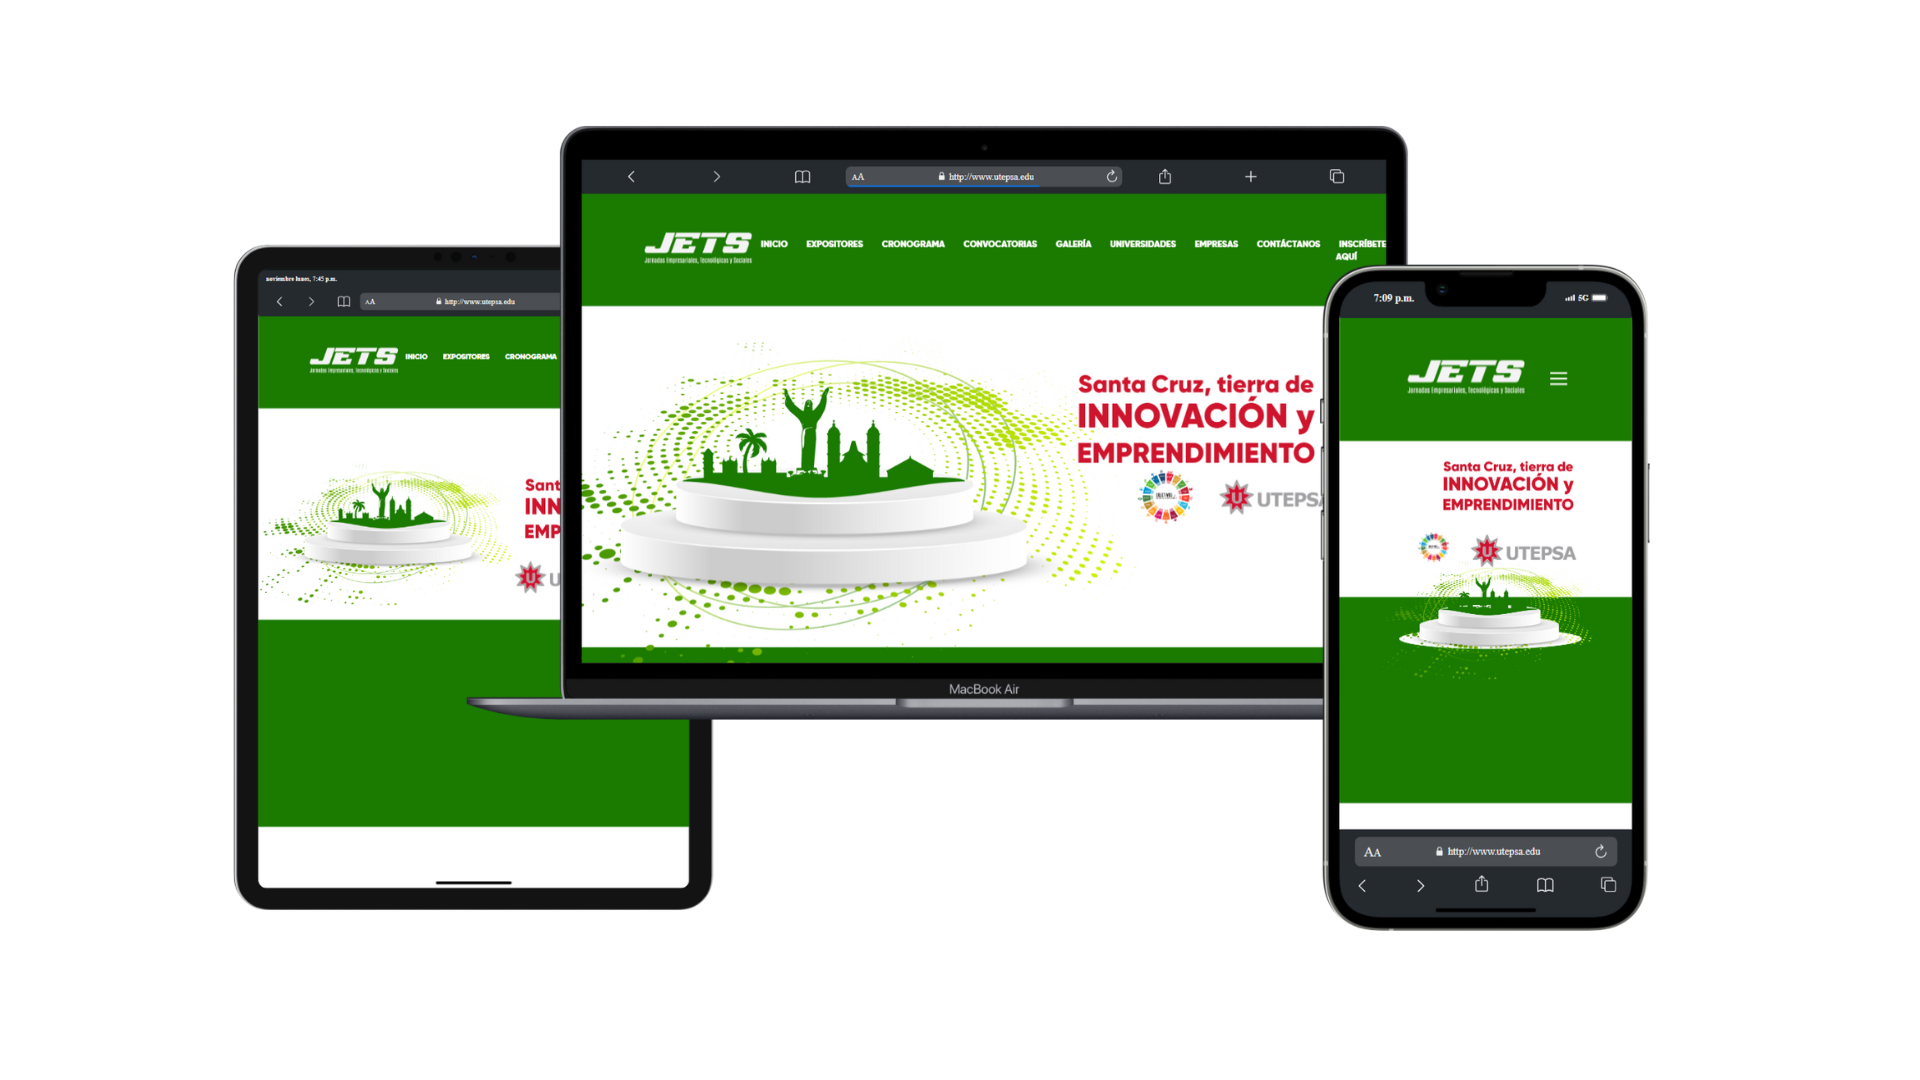 noviembre lunes, 7:45 p.m.
AA
http://www.utepsa.edu
JETS
Jornadas Empresariales, Tecnológicas y Sociales
INICIO
EXPOSITORES
CRONOGRAMA
Sant
INN
EMP
U
U
AA
http://www.utepsa.edu
JETS
Jornadas Empresariales, Tecnológicas y Sociales
INICIO
EXPOSITORES
CRONOGRAMA
CONVOCATORIAS
GALERÍA
UNIVERSIDADES
EMPRESAS
CONTÁCTANOS
INSCRÍBETE
AQUÍ
Santa Cruz, tierra de
INNOVACIÓN y
EMPRENDIMIENTO
U
UTEPSA
MacBook Air
7:09 p.m.
5G
JETS
Jornadas Empresariales, Tecnológicas y Sociales
Santa Cruz, tierra de
INNOVACIÓN y
EMPRENDIMIENTO
U
UTEPSA
AA
http://www.utepsa.edu